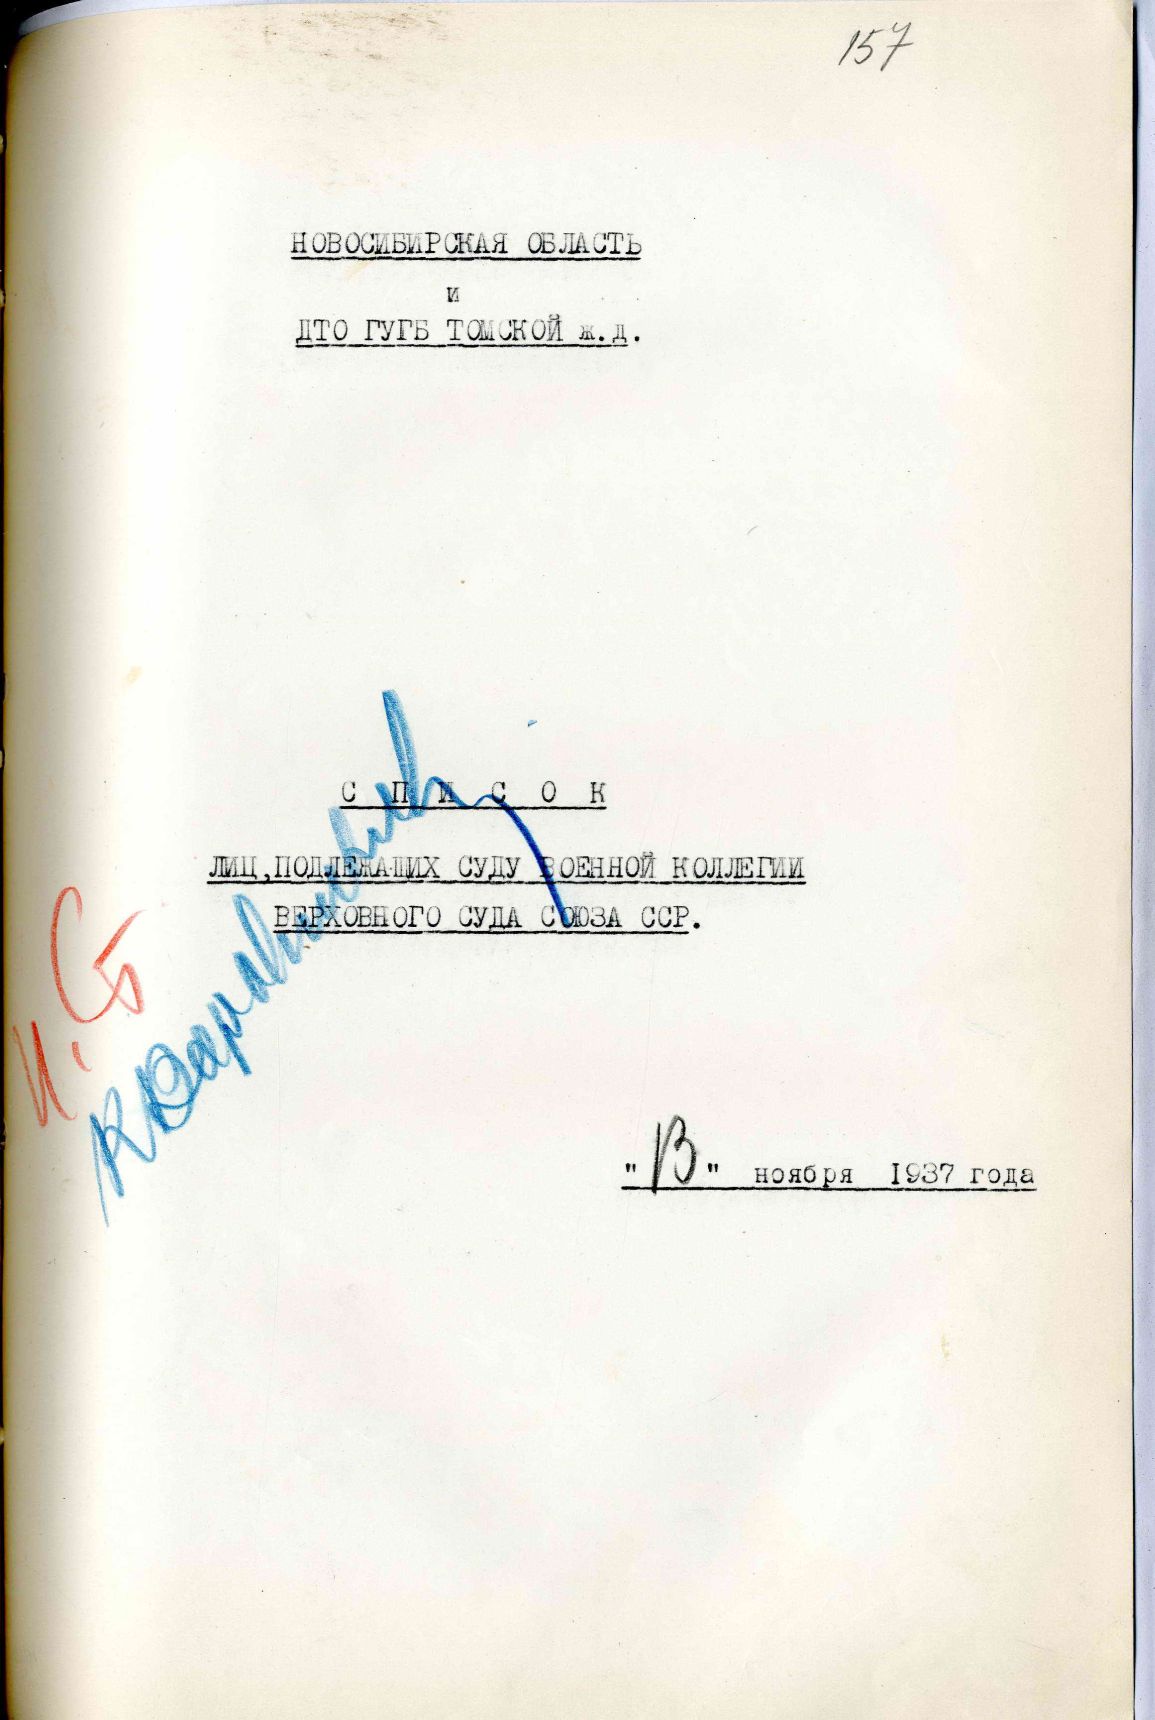 157
НОВОСИБИРСКАЯ ОБЛАСТЬ
и
ДТО ГУГБ ТОМСКОЙ ж.д.
С П И С О К
ЛИЦ,ПОДЛЕЖАЩИХ СУДУ ВОЕННОЙ КОЛЛЕГИИ
ВЕРХОВНОГО СУДА СОЮЗА ССР.
И. Ст
К Ворошилов
"13" ноября 1937 года